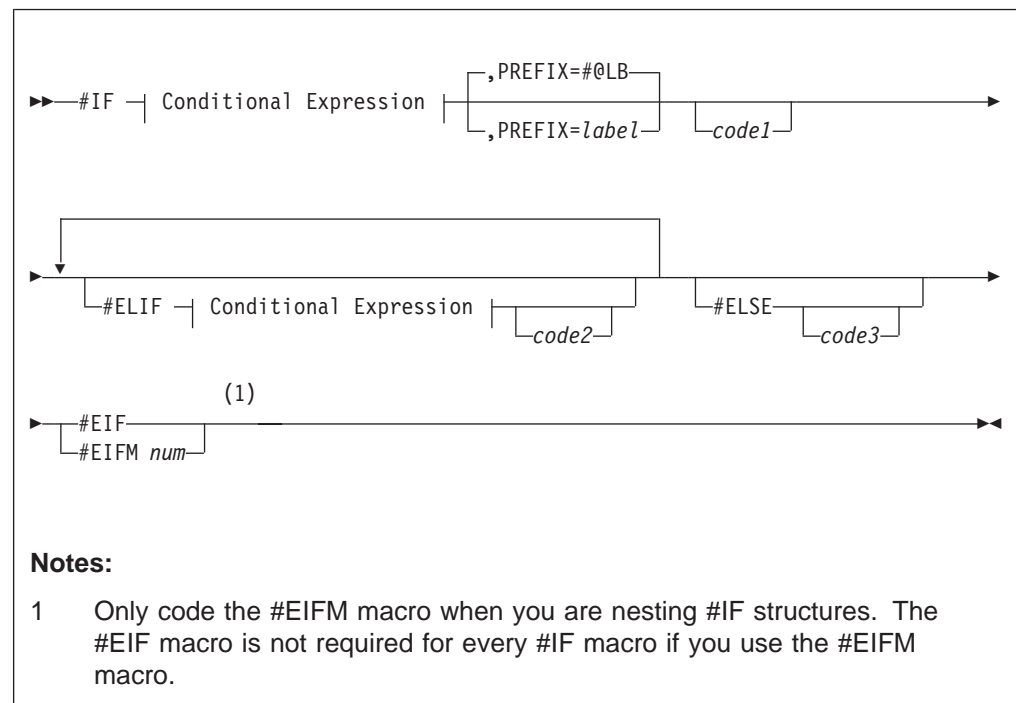 ,PREFIX=#@LB
#IF Conditional Expression
,PREFIX=label code1
#ELIF Conditional Expression #ELSE
code2 code3
(1)
#EIF
#EIFM num
Notes:
1 Only code the #EIFM macro when you are nesting #IF structures. The
#EIF macro is not required for every #IF macro if you use the #EIFM
macro.